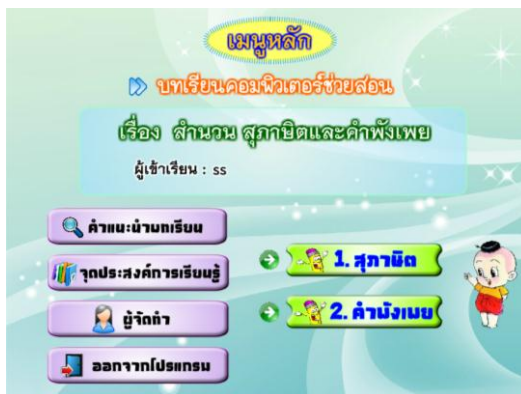 เมนูหลัก
บทเรียนคอมพิวเตอร์ช่วยสอน
เรื่อง สำนวน สุภาษิตและคำพังเพย
ผู้เข้าเรียน : ss
คำแนะนำบทเรียน
จุดประสงค์การเรียนรู้
ผู้จัดทำ
ออกจากโปรแกรม
1. สุภาษิต
2. คำพังเพย